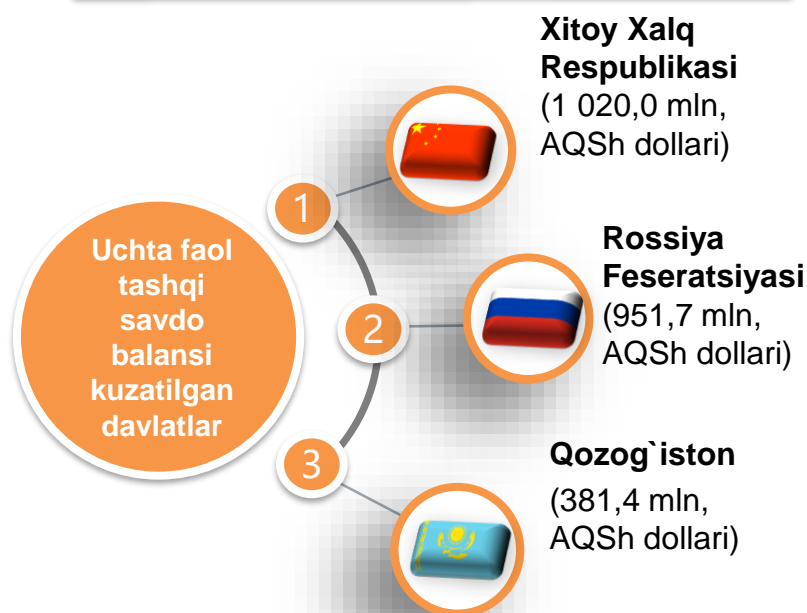 Uchta faol
tashqi
savdo
balansi
kuzatilgan
davlatlar
1
Xitoy Xalq
Respublikasi
(1 020,0 mln,
AQSh dollari)
2
Rossiya
Feseratsiyasi
(951,7 mln,
AQSh dollari)
3
Qozog`iston
(381,4 mln,
AQSh dollari)